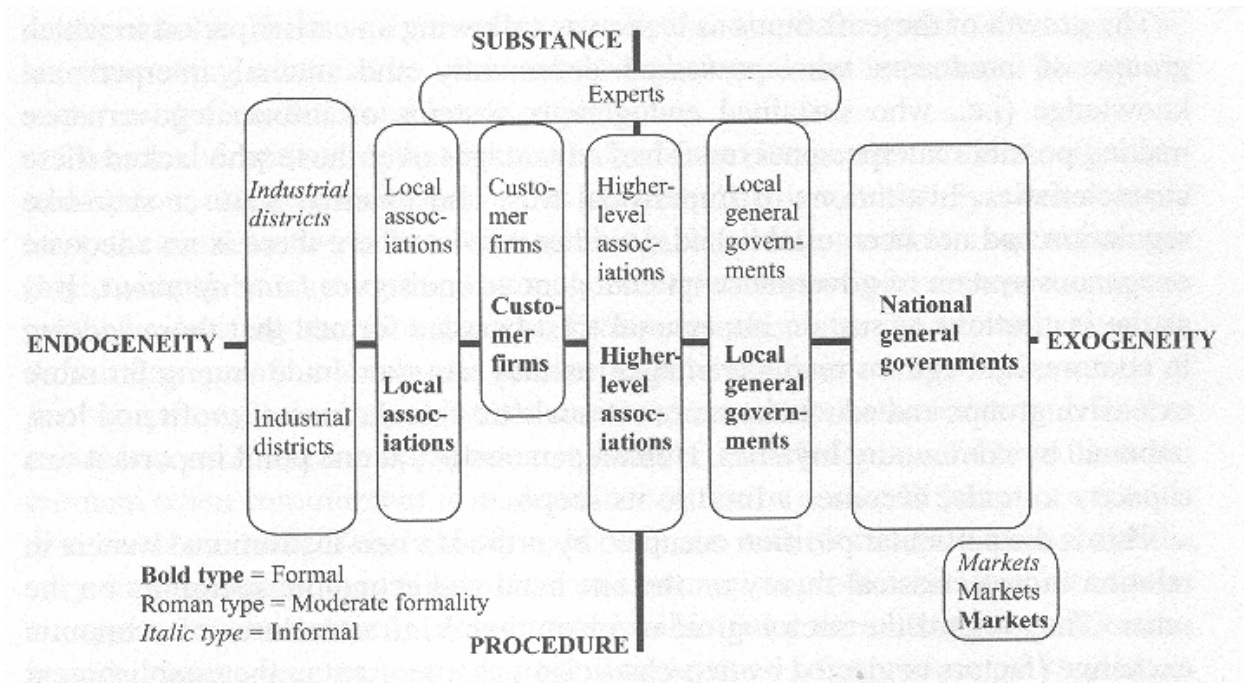 SUBSTANCE
Experts
Industrial
districts
Local
assoc-
iations
Custo-
mer
firms
Higher-
level
assoc-
iations
Local
general
govern-
ments
ENDOGENEITY
Industrial
districts
Local
assoc-
iations
Custo-
mer
firms
Higher-
level
assoc-
iations
Local
general
govern-
ments
National
general
governments
EXOGENEITY
Bold type = Formal
Roman type = Moderate formality
Italic type = Informal
PROCEDURE
Markets
Markets
Markets